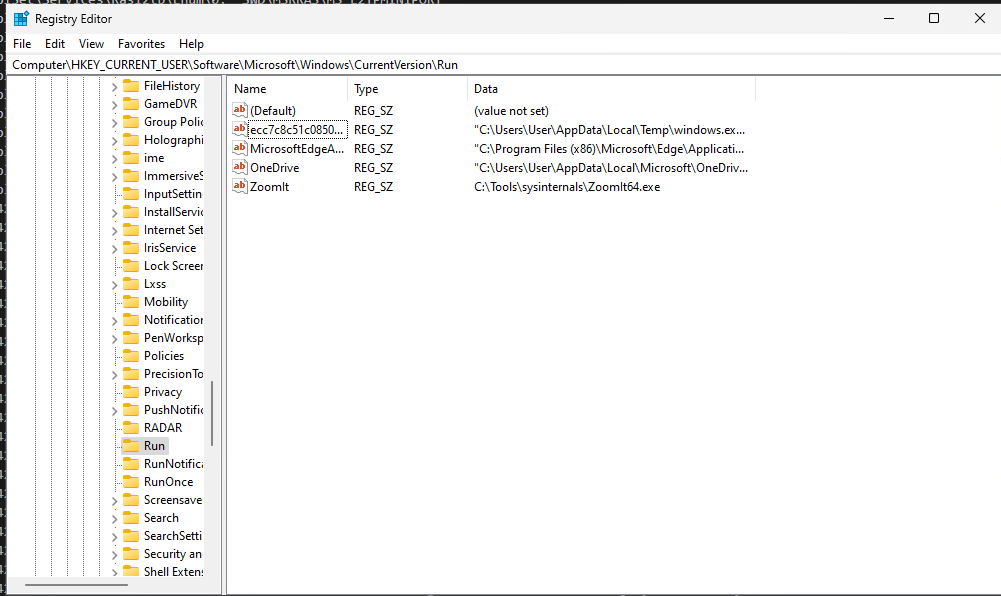 Registry Editor
File Edit View Favorites Help
Computer\HKEY_CURRENT_USER\Software\Microsoft\Windows\CurrentVersion\Run
FileHistory
GameDVR
Group Polic
Holographi
ime
ImmersiveS
InputSettin
InstallServic
Internet Set
IrisService
Lock Screer
Lxss
Mobility
Notification
PenWorksp
Policies
PrecisionTo
Privacy
PushNotific
RADAR
Run
RunNotifica
RunOnce
Screensave
Search
SearchSetti
Security an
Shell Extens
Name Type Data
(Default) REG_SZ (value not set)
ecc7c8c51c0850... REG_SZ "C:\Users\User\AppData\Local\Temp\windows.ex...
MicrosoftEdgeA... REG_SZ "C:\Program Files (x86)\Microsoft\Edge\Applicati...
OneDrive REG_SZ "C:\Users\User\AppData\Local\Microsoft\OneDriv...
ZoomIt REG_SZ C:\Tools\sysinternals\ZoomIt64.exe